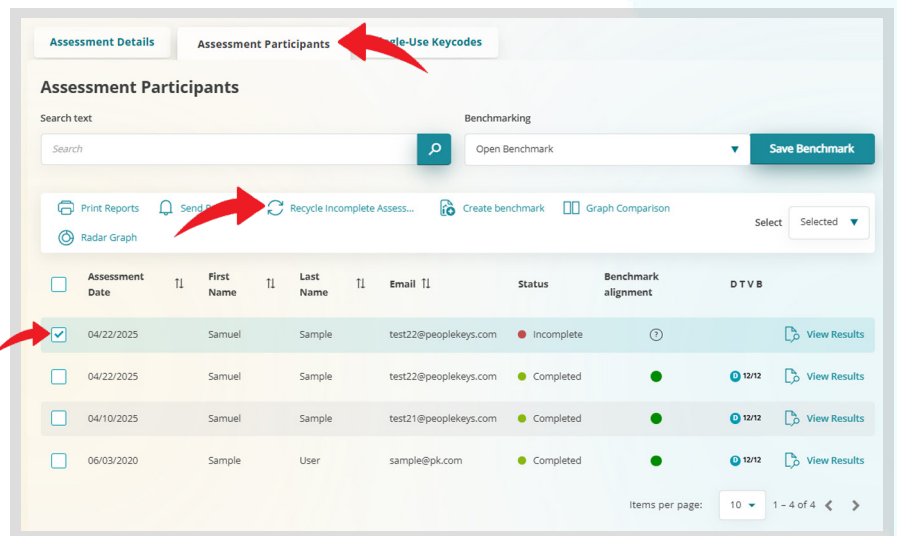 Assessment Details
Assessment Participants
gle-Use Keycodes
Assessment Participants
Search text
Benchmarking
Search
Open Benchmark
Save Benchmark
Print Reports
Send
Recycle Incomplete Assess...
Create benchmark
Graph Comparison
Select
Selected
Radar Graph
Assessment Date
First Name
Last Name
Email
Status
Benchmark alignment
D T V B
04/22/2025 Samuel Sample test22@peoplekeys.com Incomplete ? View Results
04/22/2025 Samuel Sample test22@peoplekeys.com Completed D 12/12 View Results
04/10/2025 Samuel Sample test21@peoplekeys.com Completed D 12/12 View Results
06/03/2020 Sample User sample@pk.com Completed D 12/12 View Results
Items per page: 10 1 – 4 of 4